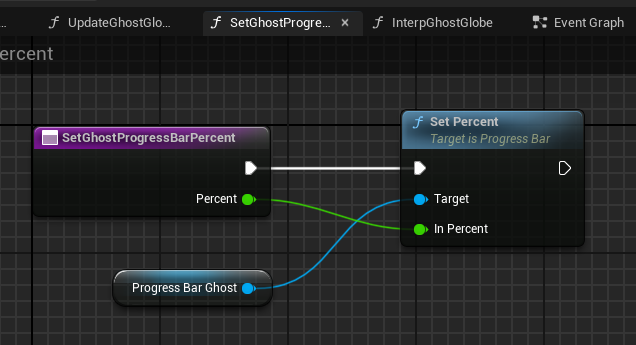 UpdateGhostGlo...
SetGhostProgre...
InterpGhostGlobe
Event Graph
ercent
SetGhostProgressBarPercent
Percent
Progress Bar Ghost
Set Percent
Target is Progress Bar
Target
In Percent